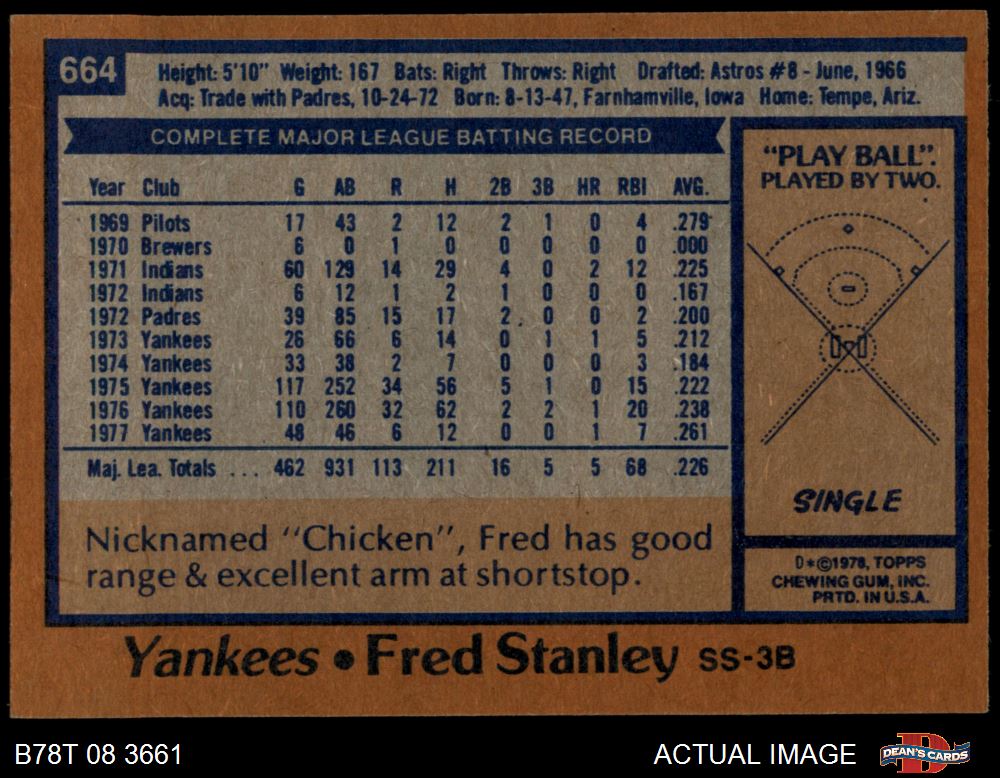 664
Height: 5'10" Weight: 167 Bats: Right Throws: Right Drafted: Astros #8 - June, 1966
Acq: Trade with Padres, 10-24-72 Born: 8-13-47, Farnhamville, Iowa Home: Tempe, Ariz.
COMPLETE MAJOR LEAGUE BATTING RECORD
Year Club G AB R H 2B 3B HR RBI AVG.
1969 Pilots 17 43 2 12 2 1 0 4 .279
1970 Brewers 6 0 1 0 0 0 0 0 .000
1971 Indians 60 129 14 29 4 0 2 12 .225
1972 Indians 6 12 1 2 1 0 0 0 .167
1972 Padres 39 85 15 17 2 0 0 2 .200
1973 Yankees 26 66 6 14 0 1 1 5 .212
1974 Yankees 33 38 2 7 0 0 0 3 .184
1975 Yankees 117 252 34 56 5 1 0 15 .222
1976 Yankees 110 260 32 62 2 2 1 20 .238
1977 Yankees 48 46 6 12 0 0 1 7 .261
Maj. Lea. Totals ... 462 931 113 211 16 5 5 68 .226
Nicknamed "Chicken", Fred has good
range & excellent arm at shortstop.
"PLAY BALL".
PLAYED BY TWO.
SINGLE
D*©1978, TOPPS
CHEWING GUM, INC.
PRTD. IN U.S.A.
Yankees • Fred Stanley SS-3B
B78T 08 3661
ACTUAL IMAGE
DEAN'S CARDS